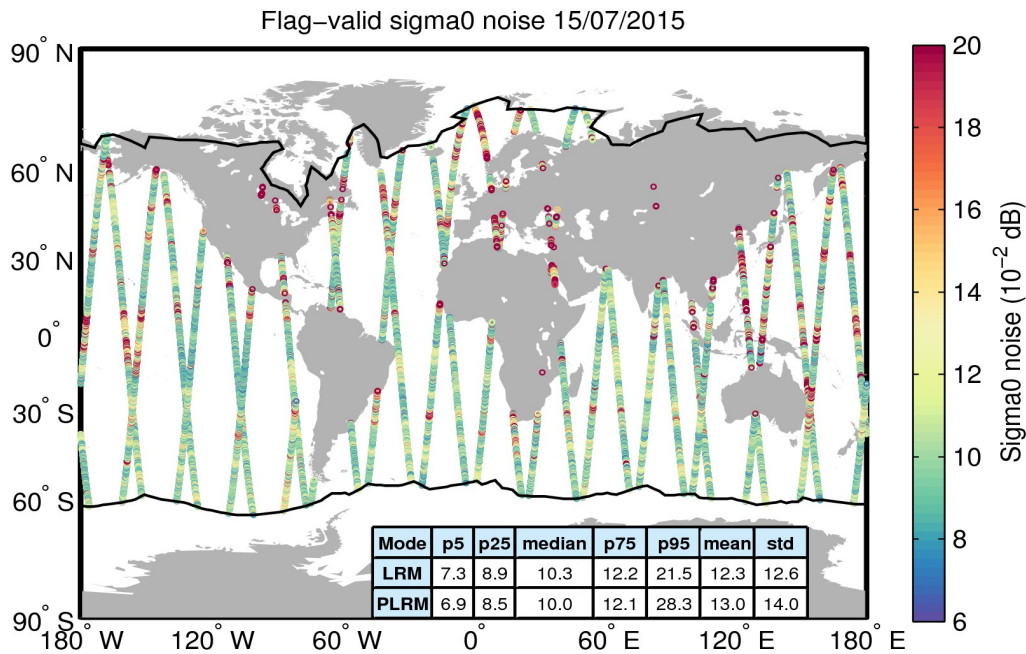 Flag−valid sigma0 noise 15/07/2015
90° N
60° N
30° N
0°
30° S
60° S
90° S
180° W
120° W
60° W
0°
60° E
120° E
180° E
Mode p5 p25 median p75 p95 mean std
LRM 7.3 8.9 10.3 12.2 21.5 12.3 12.6
PLRM 6.9 8.5 10.0 12.1 28.3 13.0 14.0
20
18
16
14
12
10
8
6
Sigma0 noise (10⁻² dB)